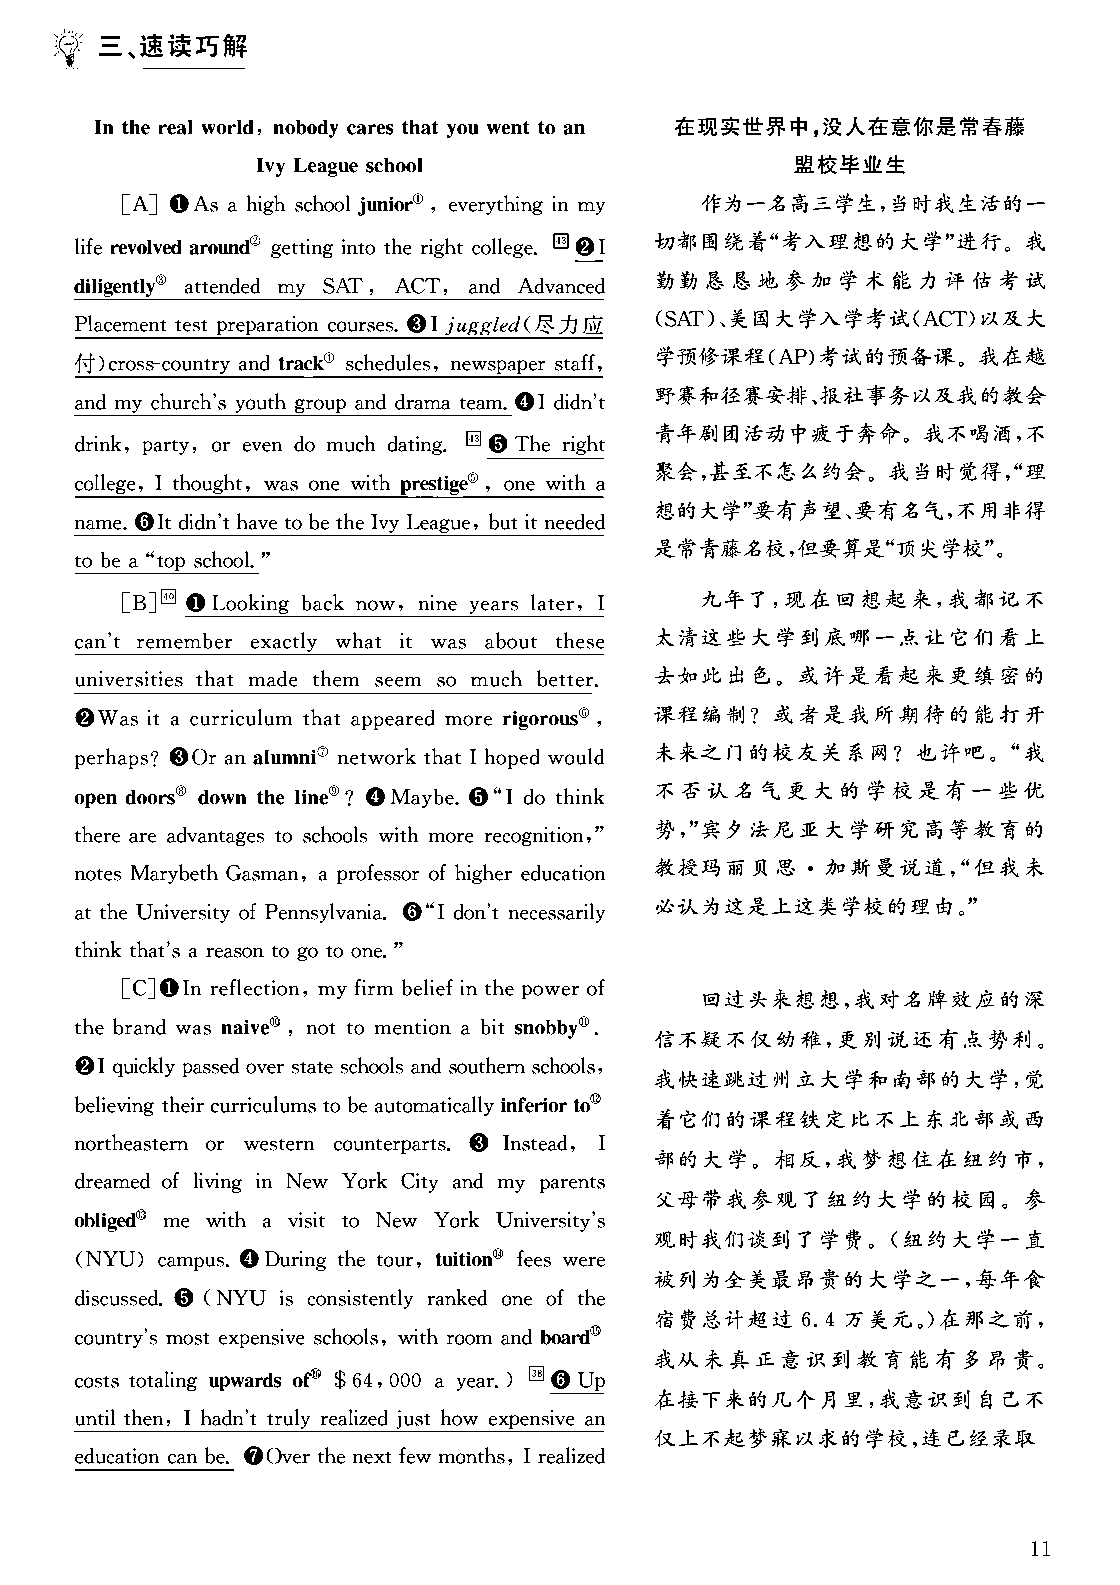 三、速读巧解
In the real world, nobody cares that you went to an
Ivy League school
[A] ❶As a high school junior①, everything in my
life revolved around② getting into the right college. 43 ❷I
diligently③ attended my SAT, ACT, and Advanced
Placement test preparation courses. ❸I juggled(尽力应
付)cross-country and track④ schedules, newspaper staff,
and my church's youth group and drama team. ❹I didn't
drink, party, or even do much dating. 43 ❺ The right
college, I thought, was one with prestige⑤, one with a
name. ❻It didn't have to be the Ivy League, but it needed
to be a “top school.”
[B]40 ❶Looking back now, nine years later, I
can't remember exactly what it was about these
universities that made them seem so much better.
❷Was it a curriculum that appeared more rigorous⑥,
perhaps? ❸Or an alumni⑦ network that I hoped would
open doors⑧ down the line⑨? ❹Maybe. ❺“I do think
there are advantages to schools with more recognition,”
notes Marybeth Gasman, a professor of higher education
at the University of Pennsylvania. ❻“I don't necessarily
think that's a reason to go to one.”
[C]❶In reflection, my firm belief in the power of
the brand was naive⑩, not to mention a bit snobby⑪.
❷I quickly passed over state schools and southern schools,
believing their curriculums to be automatically inferior to⑫
northeastern or western counterparts. ❸ Instead, I
dreamed of living in New York City and my parents
obliged⑬ me with a visit to New York University's
(NYU) campus. ❹During the tour, tuition⑭ fees were
discussed. ❺(NYU is consistently ranked one of the
country's most expensive schools, with room and board⑮
costs totaling upwards of⑯ $64,000 a year.) 38 ❻Up
until then, I hadn't truly realized just how expensive an
education can be. ❼Over the next few months, I realized
在现实世界中,没人在意你是常春藤
盟校毕业生
作为一名高三学生,当时我生活的一
切都围绕着“考入理想的大学”进行。我
勤勤恳恳地参加学术能力评估考试
(SAT)、美国大学入学考试(ACT)以及大
学预修课程(AP)考试的预备课。我在越
野赛和径赛安排、报社事务以及我的教会
青年剧团活动中疲于奔命。我不喝酒,不
聚会,甚至不怎么约会。我当时觉得,“理
想的大学”要有声望、要有名气,不用非得
是常青藤名校,但要算是“顶尖学校”。
九年了,现在回想起来,我都记不
太清这些大学到底哪一点让它们看上
去如此出色。或许是看起来更缜密的
课程编制?或者是我所期待的能打开
未来之门的校友关系网?也许吧。“我
不否认名气更大的学校是有一些优
势,”宾夕法尼亚大学研究高等教育的
教授玛丽贝思·加斯曼说道,“但我未
必认为这是上这类学校的理由。”
回过头来想想,我对名牌效应的深
信不疑不仅幼稚,更别说还有点势利。
我快速跳过州立大学和南部的大学,觉
着它们的课程铁定比不上东北部或西
部的大学。相反,我梦想住在纽约市,
父母带我参观了纽约大学的校园。参
观时我们谈到了学费。(纽约大学一直
被列为全美最昂贵的大学之一,每年食
宿费总计超过 6.4 万美元。)在那之前,
我从未真正意识到教育能有多昂贵。
在接下来的几个月里,我意识到自己不
仅上不起梦寐以求的学校,连已经录取
11